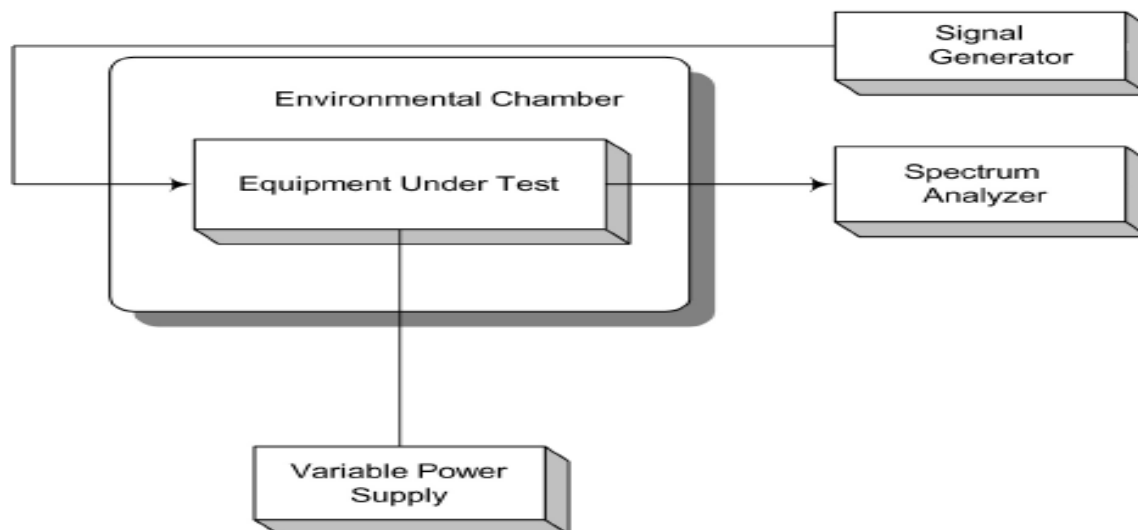 Signal
Generator
Environmental Chamber
Equipment Under Test
Spectrum
Analyzer
Variable Power
Supply